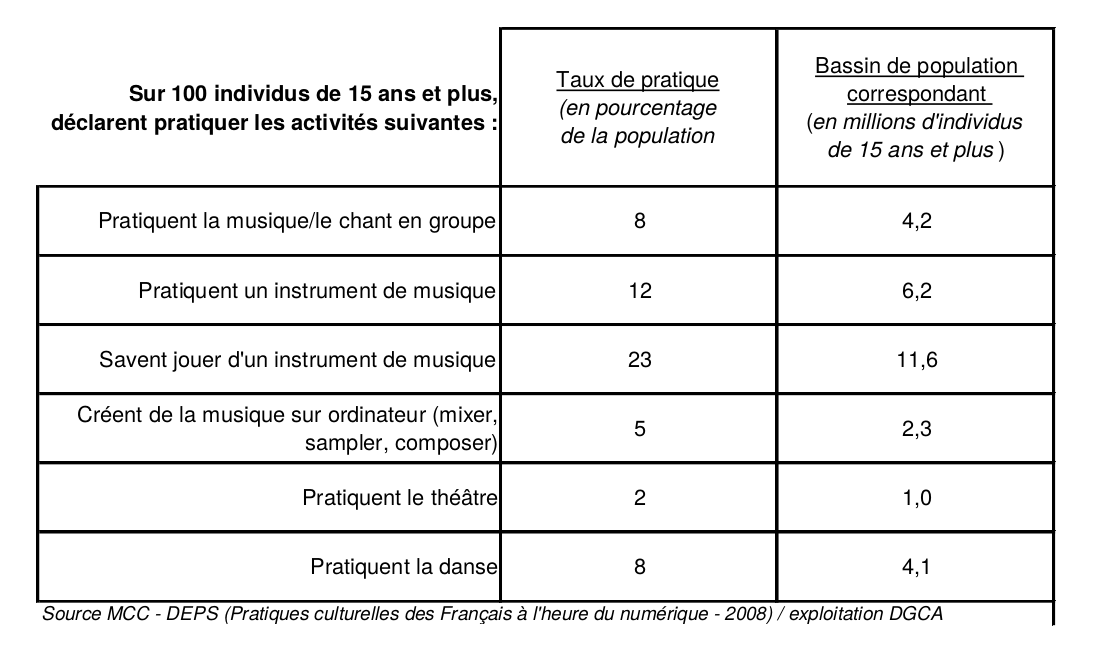 Sur 100 individus de 15 ans et plus,
déclarent pratiquer les activités suivantes :
Taux de pratique
(en pourcentage
de la population
Bassin de population
correspondant
(en millions d'individus
de 15 ans et plus )
Pratiquent la musique/le chant en groupe 8 4,2
Pratiquent un instrument de musique 12 6,2
Savent jouer d'un instrument de musique 23 11,6
Créent de la musique sur ordinateur (mixer,
sampler, composer) 5 2,3
Pratiquent le théâtre 2 1,0
Pratiquent la danse 8 4,1
Source MCC - DEPS (Pratiques culturelles des Français à l'heure du numérique - 2008) / exploitation DGCA